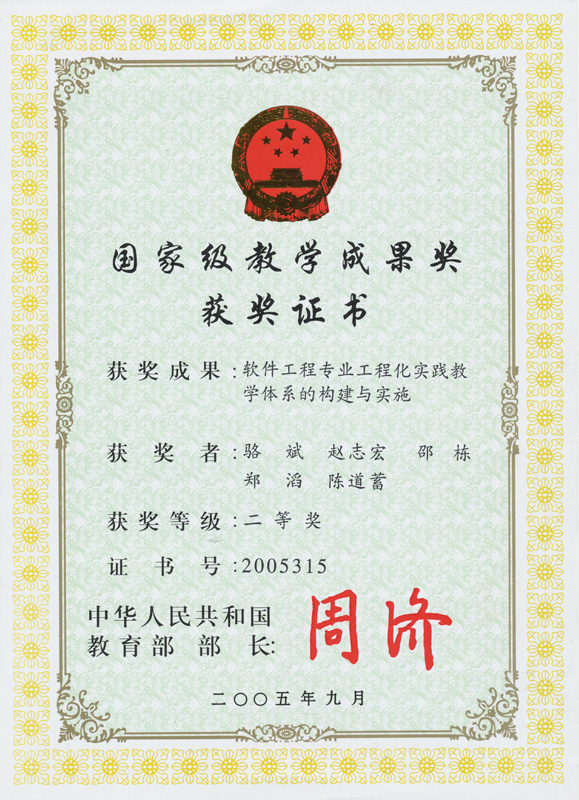 国家级教学成果奖
获奖证书
获奖成果:软件工程专业工程化实践教
学体系的构建与实施
获奖者:骆斌 赵志宏 邵栋
郑滔 陈道蓄
获奖等级:二等奖
证书号:2005315
中华人民共和国
教育部部长:周济
二〇〇五年九月